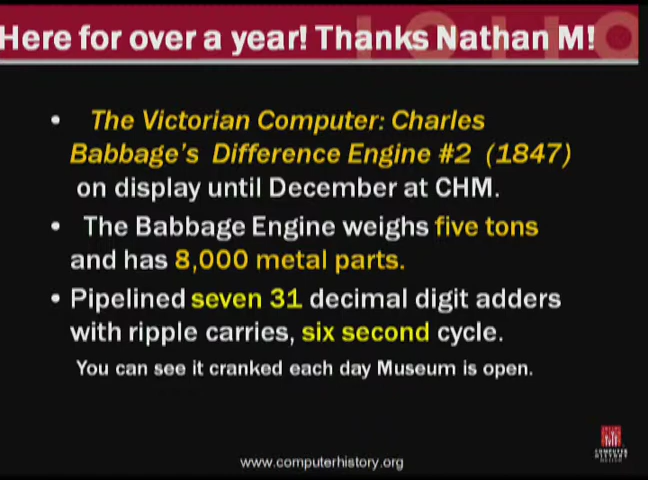 Here for over a year! Thanks Nathan M!
• The Victorian Computer: Charles
Babbage's Difference Engine #2 (1847)
on display until December at CHM.
• The Babbage Engine weighs five tons
and has 8,000 metal parts.
• Pipelined seven 31 decimal digit adders
with ripple carries, six second cycle.
You can see it cranked each day Museum is open.
COMPUTER
HISTORY
MUSEUM
www.computerhistory.org